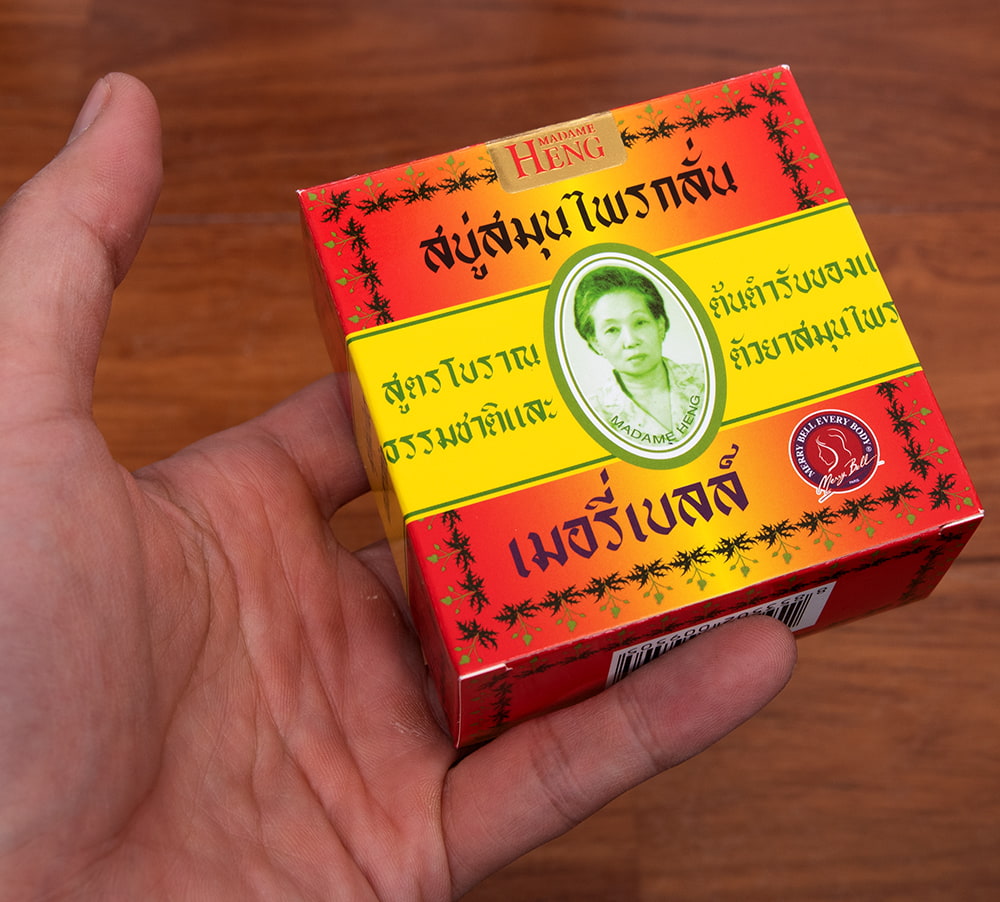 MADAME
HENG
สบู่สมุนไพรกลั่น
สูตรโบราณ
ธรรมชาติและ
ต้นตำรับของแ
ตัวยาสมุนไพร
MADAME HENG
เมอรี่เบลล์
MERRY BELL EVERY BODY®
Merry Bell
PARIS